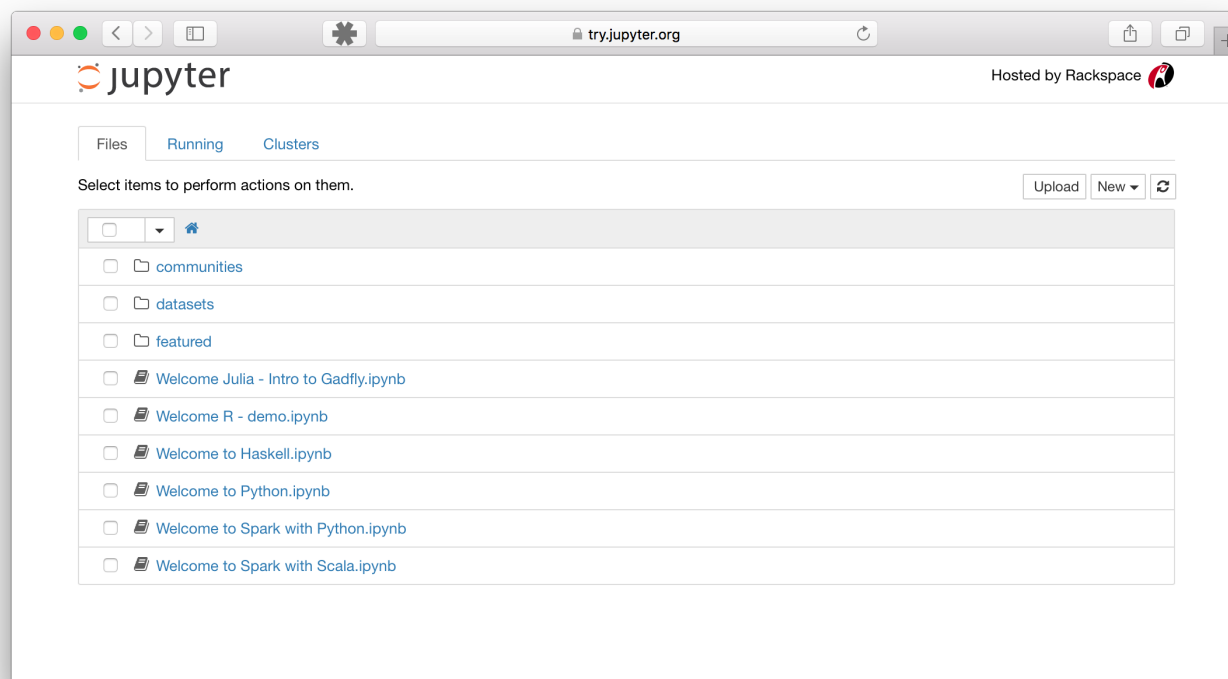 try.jupyter.org
jupyter
Hosted by Rackspace
Files Running Clusters
Select items to perform actions on them.
Upload New
communities
datasets
featured
Welcome Julia - Intro to Gadfly.ipynb
Welcome R - demo.ipynb
Welcome to Haskell.ipynb
Welcome to Python.ipynb
Welcome to Spark with Python.ipynb
Welcome to Spark with Scala.ipynb